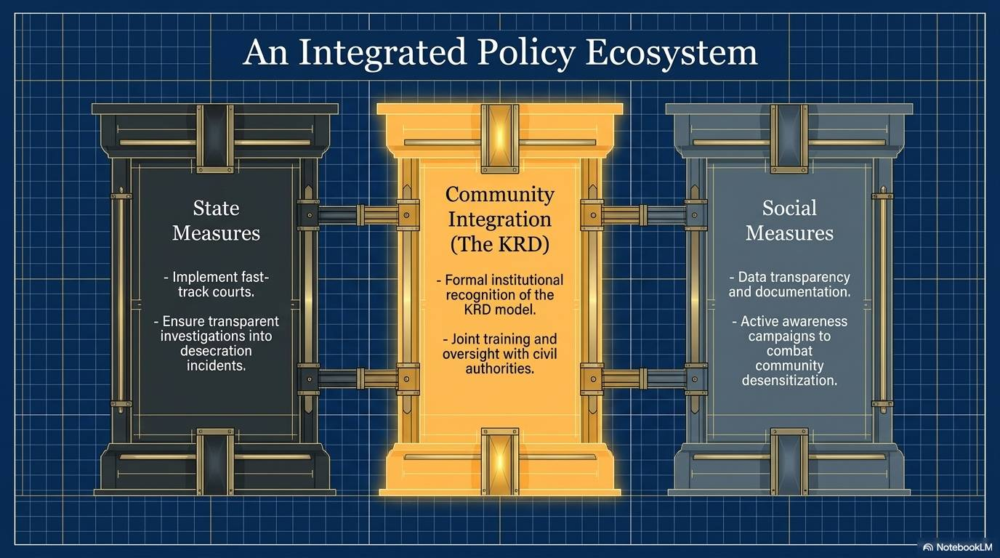 An Integrated Policy Ecosystem
State
Measures
- Implement fast-
track courts.
- Ensure transparent
investigations into
desecration
incidents.
Community
Integration
(The KRD)
- Formal institutional
recognition of the
KRD model.
- Joint training and
oversight with civil
authorities.
Social
Measures
- Data transparency
and documentation.
- Active awareness
campaigns to
combat
community
desensitization.
NotebookLM